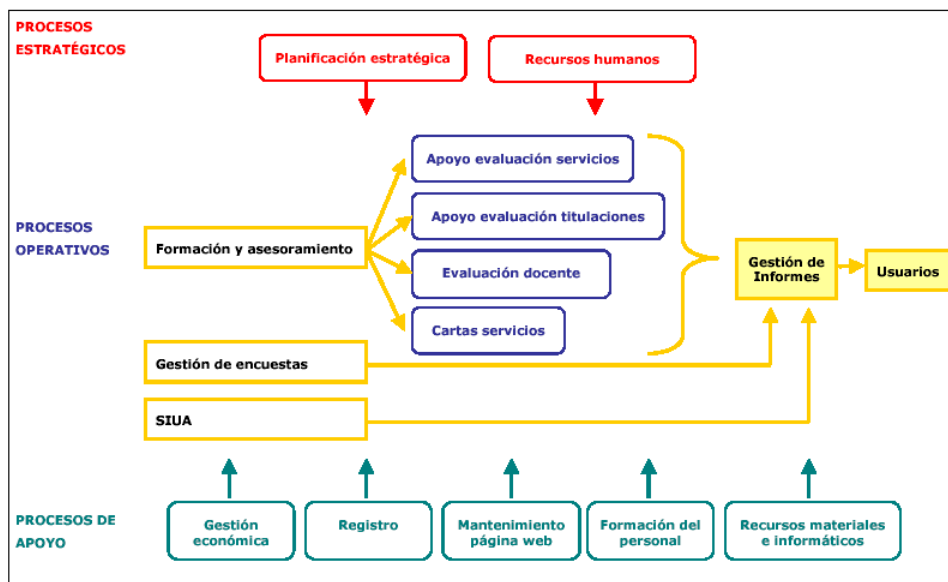 PROCESOS
ESTRATÉGICOS
Planificación estratégica
Recursos humanos
Apoyo evaluación servicios
Apoyo evaluación titulaciones
PROCESOS
OPERATIVOS
Formación y asesoramiento
Evaluación docente
Gestión de
Informes
Usuarios
Cartas servicios
Gestión de encuestas
SIUA
PROCESOS DE
APOYO
Gestión
económica
Registro
Mantenimiento
página web
Formación del
personal
Recursos materiales
e informáticos